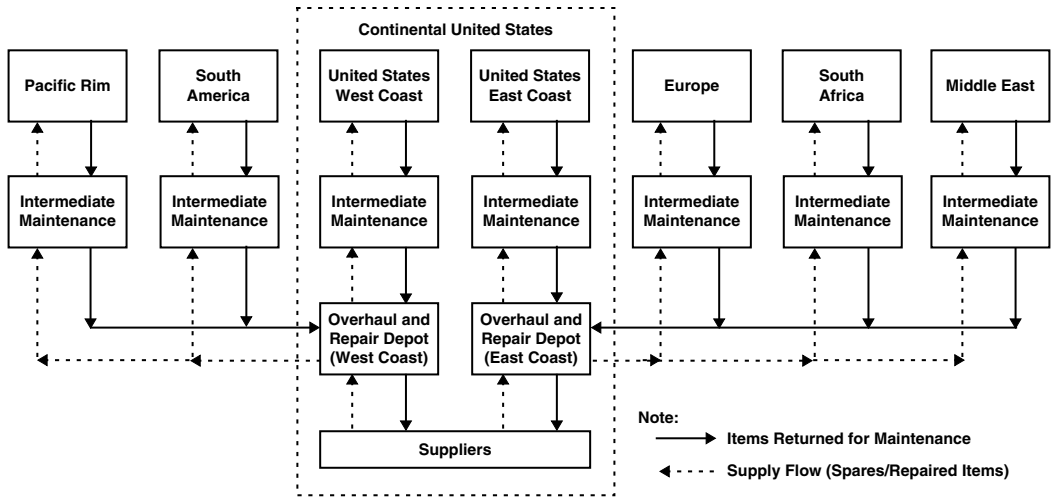 Continental United States
Pacific Rim
South
America
United States
West Coast
United States
East Coast
Europe
South
Africa
Middle East
Intermediate
Maintenance
Intermediate
Maintenance
Intermediate
Maintenance
Intermediate
Maintenance
Intermediate
Maintenance
Intermediate
Maintenance
Intermediate
Maintenance
Overhaul and
Repair Depot
(West Coast)
Overhaul and
Repair Depot
(East Coast)
Suppliers
Note:
Items Returned for Maintenance
Supply Flow (Spares/Repaired Items)